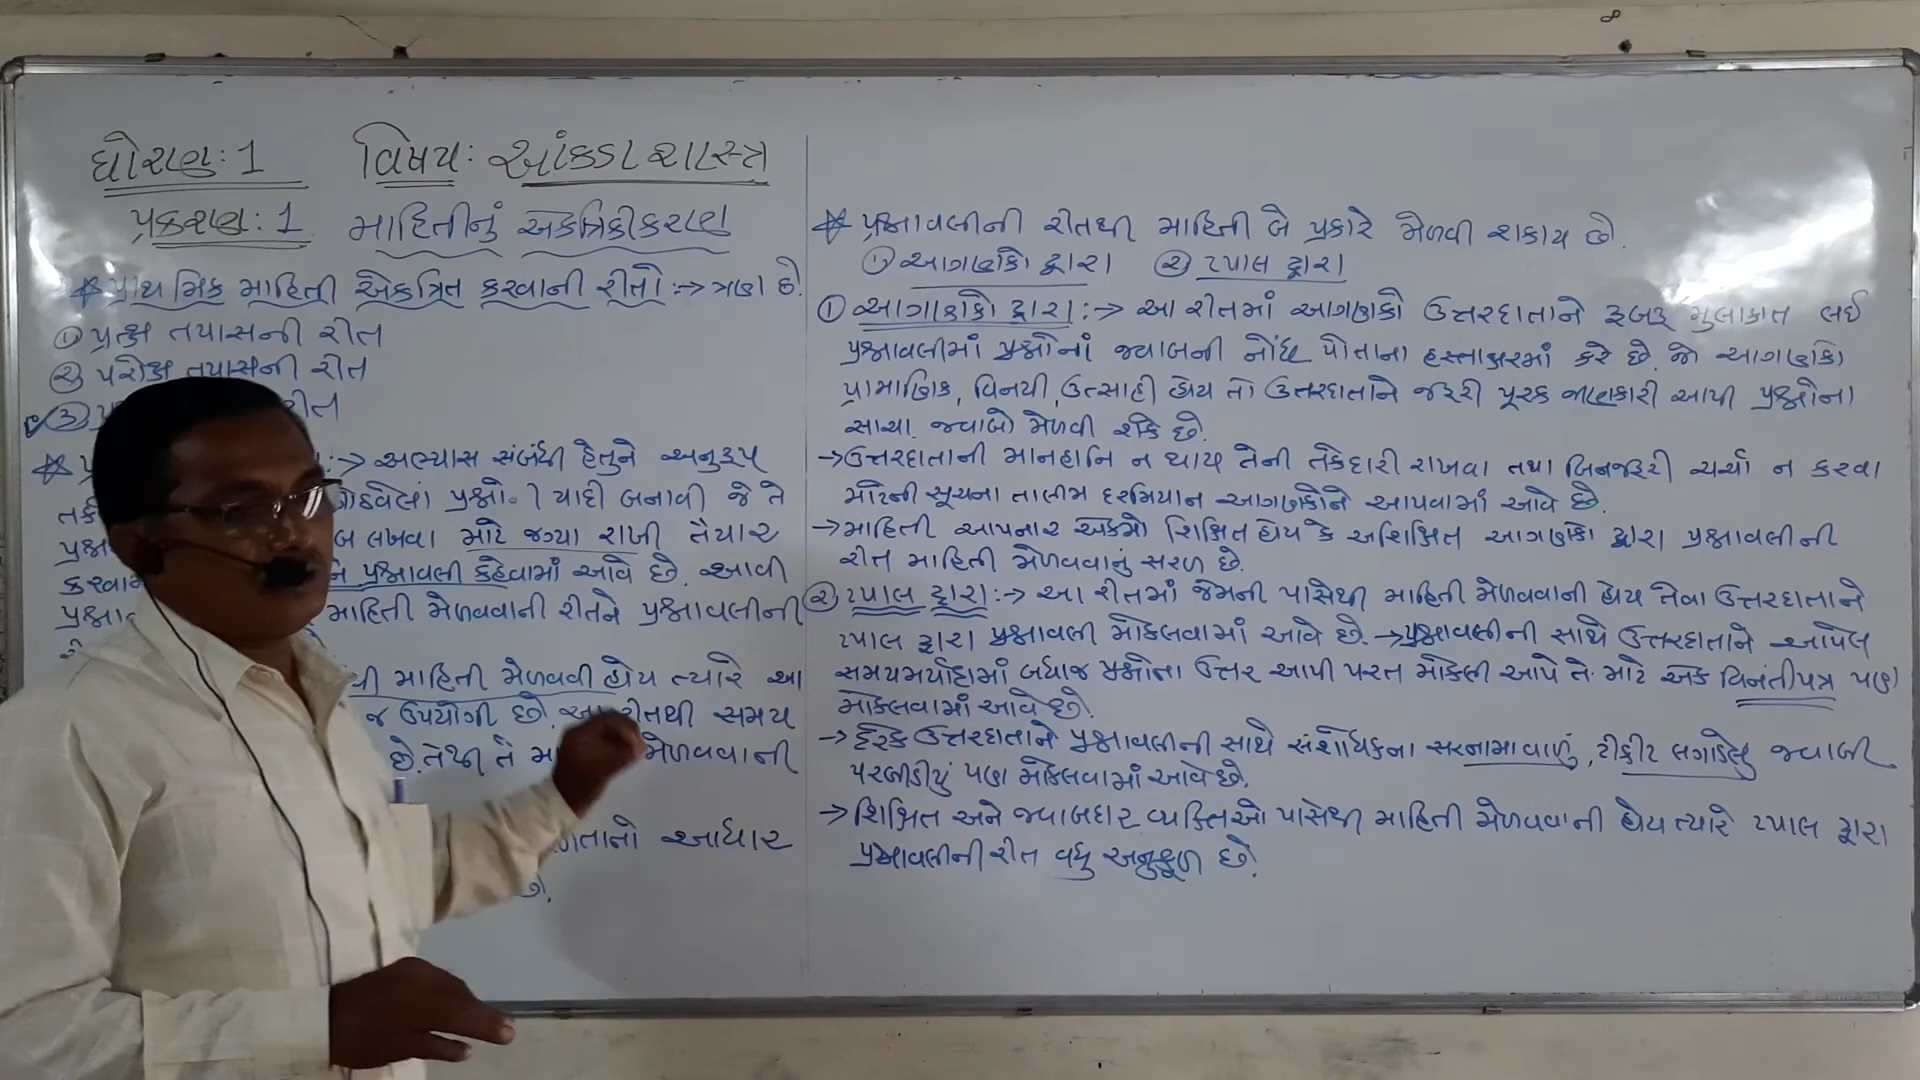 ધોરણ: 1 વિષય: આંકડાશાસ્ત્ર
પ્રકરણ: 1 માહિતીનું એકત્રિકીકરણ
* પ્રાથમિક માહિતી એકત્રિત કરવાની રીતો :→ ત્રણ છે.
① પ્રત્યક્ષ તપાસની રીત
② પરોક્ષ તપાસની રીત
③ રીત
:→ અભ્યાસ સંબંધી હેતુને અનુરૂપ
ગોઠવેલાં પ્રશ્નોની યાદી બનાવી જે તે
લખવા માટે જગ્યા રાખી તૈયાર
પ્રશ્નાવલી કહેવામાં આવે છે. આવી
માહિતી મેળવવાની રીતને પ્રશ્નાવલીની
માહિતી મેળવવી હોય ત્યારે આ
જ ઉપયોગી છે. આ રીતથી સમય
છે. તેથી તે મેળવવાની
આધાર
છે.
* પ્રશ્નાવલીની રીતથી માહિતી બે પ્રકારે મેળવી શકાય છે.
① આગણકો દ્વારા ② ટપાલ દ્વારા
① આગણકો દ્વારા :→ આ રીતમાં આગણકો ઉત્તરદાતાને રૂબરૂ મુલાકાત લઈ
પ્રશ્નાવલીમાં પ્રશ્નોનાં જવાબની નોંધ પોતાના હસ્તાક્ષરમાં કરે છે. જો આગણકો
પ્રામાણિક, વિનયી, ઉત્સાહી હોય તો ઉત્તરદાતાને જરૂરી પૂરક જાણકારી આપી પ્રશ્નોના
સાચા જવાબો મેળવી શકે છે.
→ ઉત્તરદાતાની માનહાનિ ન થાય તેની તકેદારી રાખવા તથા બિનજરૂરી ચર્ચા ન કરવા
માટેની સૂચના તાલીમ દરમિયાન આગણકોને આપવામાં આવે છે.
→ માહિતી આપનાર એકમો શિક્ષિત હોય કે અશિક્ષિત આગણકો દ્વારા પ્રશ્નાવલીની
રીત માહિતી મેળવવાનું સરળ છે.
② ટપાલ દ્વારા :→ આ રીતમાં જેમની પાસેથી માહિતી મેળવવાની હોય તેવા ઉત્તરદાતાને
ટપાલ દ્વારા પ્રશ્નાવલી મોકલવામાં આવે છે. → પ્રશ્નાવલીની સાથે ઉત્તરદાતાને આપેલ
સમયમર્યાદામાં બધાજ પ્રશ્નોના ઉત્તર આપી પરત મોકલી આપે તે માટે એક વિનંતીપત્ર પણ
મોકલવામાં આવે છે.
→ દરેક ઉત્તરદાતાને પ્રશ્નાવલીની સાથે સંશોધકના સરનામાવાળું, ટીકીટ લગાડેલુ જવાબી
પરબીડીયું પણ મોકલવામાં આવે છે.
→ શિક્ષિત અને જવાબદાર વ્યક્તિઓ પાસેથી માહિતી મેળવવાની હોય ત્યારે ટપાલ દ્વારા
પ્રશ્નાવલીની રીત વધુ અનુકૂળ છે.